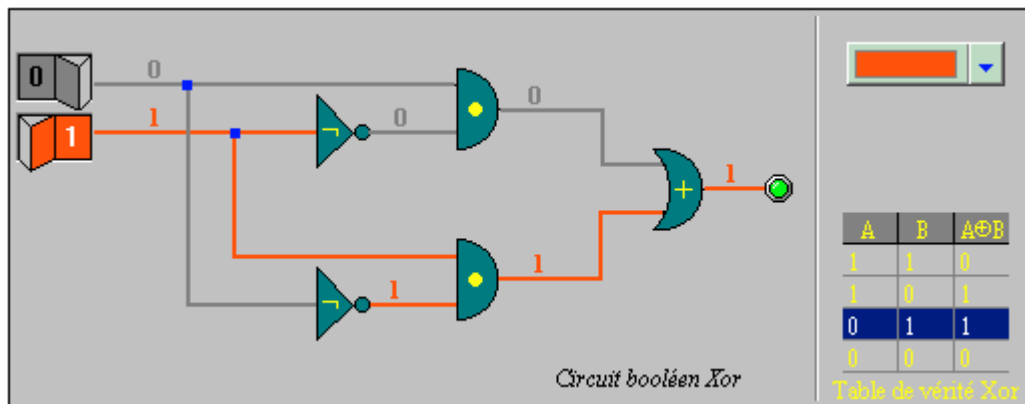 0 0
1 1
¬ 0
• 0
¬ 1
• 1
+ 1
Circuit booléen Xor
A B A⊕B
1 1 0
1 0 1
0 1 1
0 0 0
Table de vérité Xor